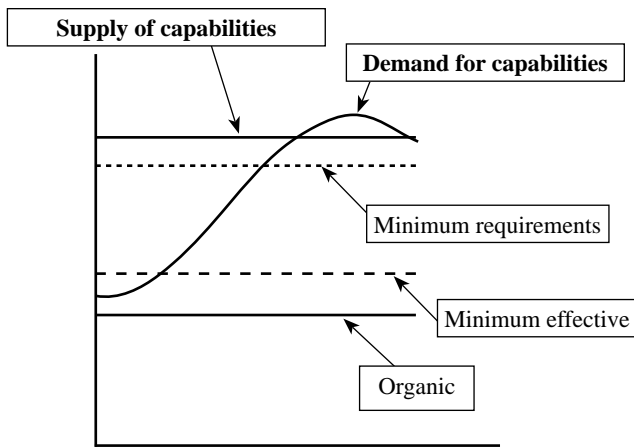 Supply of capabilities
Demand for capabilities
Minimum requirements
Minimum effective
Organic